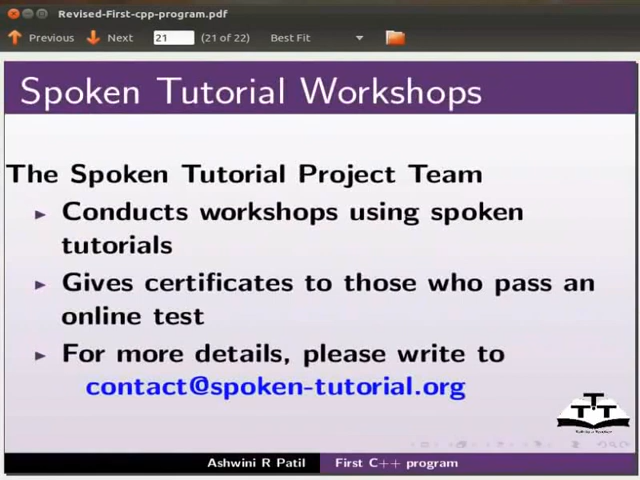 Revised-First-cpp-program.pdf
Previous Next 21 (21 of 22) Best Fit
Spoken Tutorial Workshops
The Spoken Tutorial Project Team
Conducts workshops using spoken
tutorials
Gives certificates to those who pass an
online test
For more details, please write to
contact@spoken-tutorial.org
Ashwini R Patil First C++ program